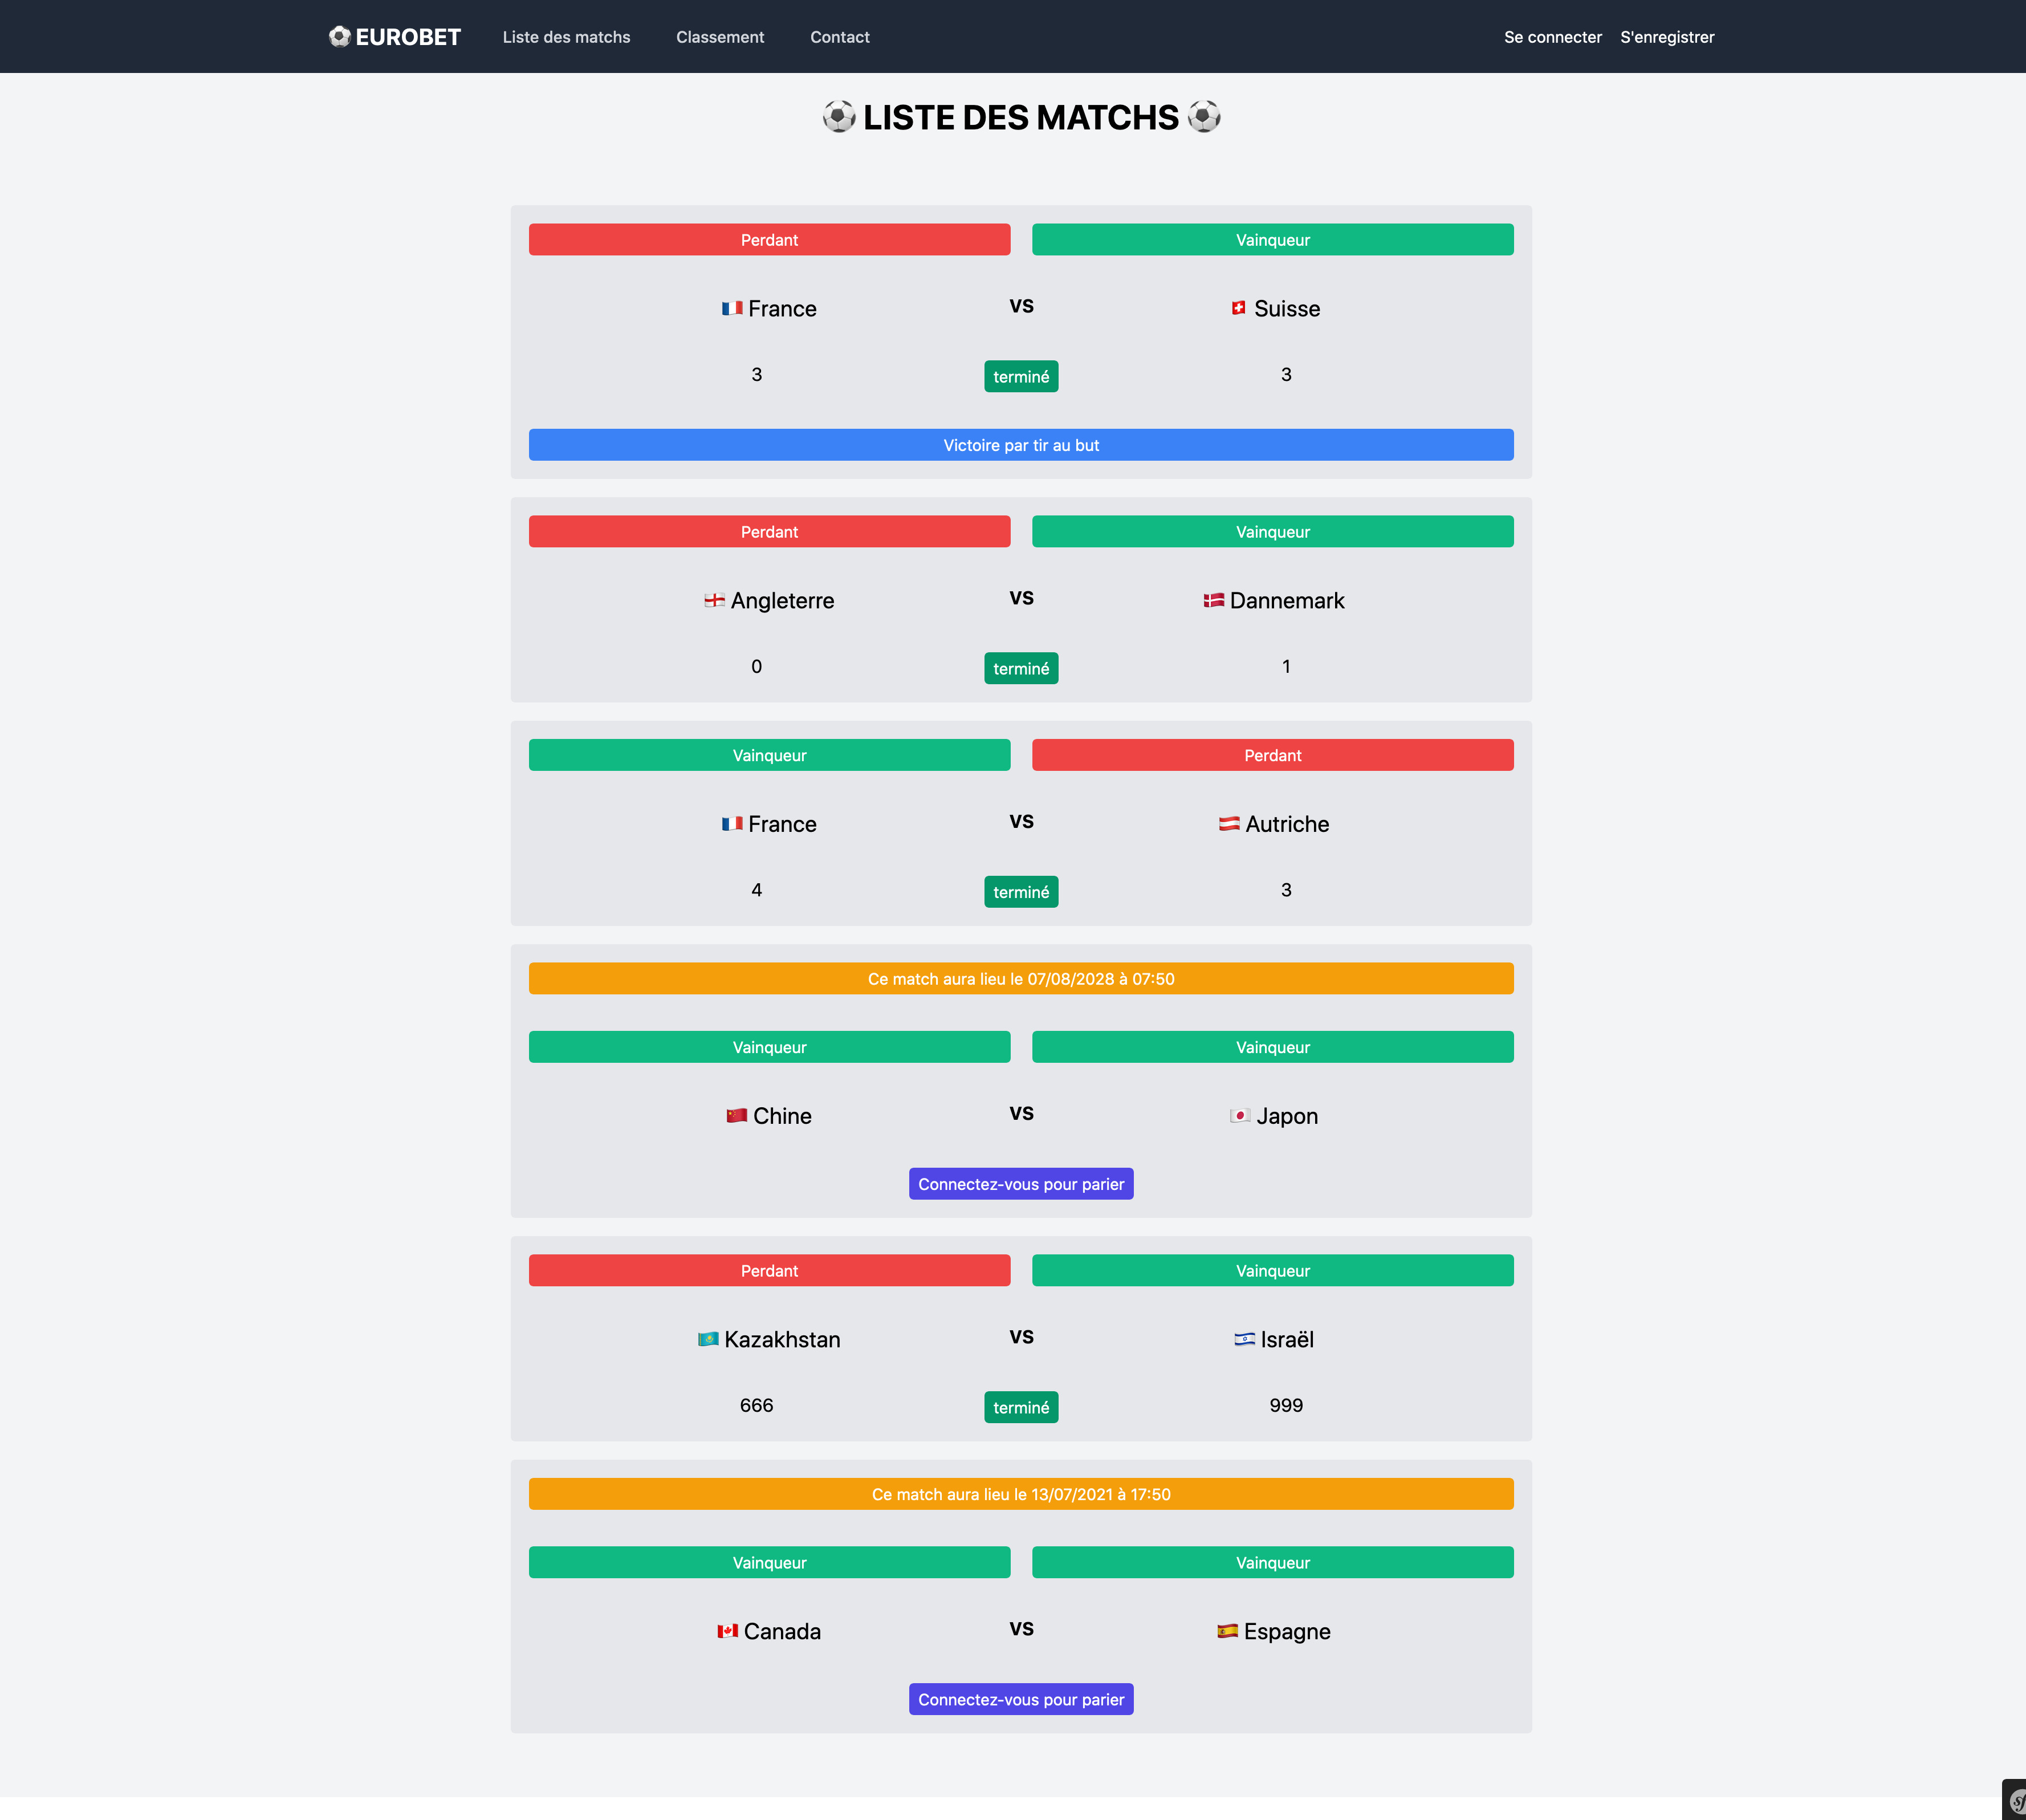 EUROBET Liste des matchs Classement Contact Se connecter S'enregistrer
LISTE DES MATCHS
Perdant Vainqueur
France VS Suisse
3 terminé 3
Victoire par tir au but
Perdant Vainqueur
Angleterre VS Dannemark
0 terminé 1
Vainqueur Perdant
France VS Autriche
4 terminé 3
Ce match aura lieu le 07/08/2028 à 07:50
Vainqueur Vainqueur
Chine VS Japon
Connectez-vous pour parier
Perdant Vainqueur
Kazakhstan VS Israël
666 terminé 999
Ce match aura lieu le 13/07/2021 à 17:50
Vainqueur Vainqueur
Canada VS Espagne
Connectez-vous pour parier
sf